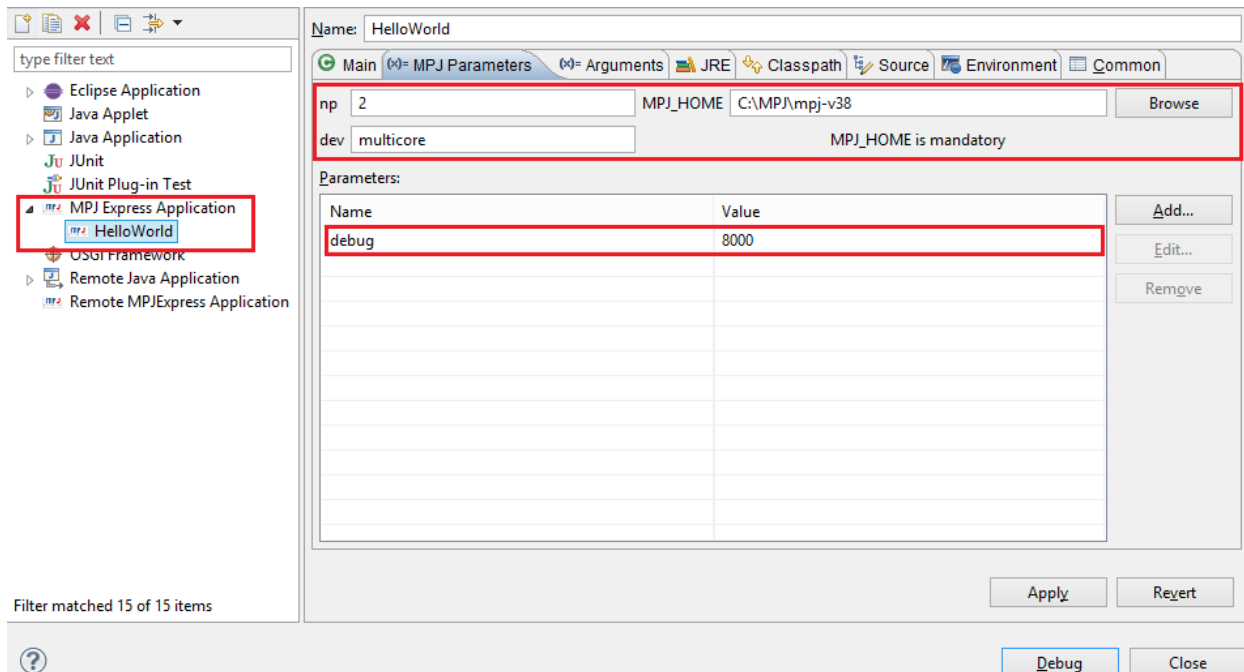 Name: HelloWorld
type filter text
Main (x)= MPJ Parameters (x)= Arguments JRE Classpath Source Environment Common
Eclipse Application
Java Applet
Java Application
JUnit
JUnit Plug-in Test
MPJ Express Application
HelloWorld
OSGi Framework
Remote Java Application
Remote MPJExpress Application
np 2 MPJ_HOME C:\MPJ\mpj-v38 Browse
dev multicore MPJ_HOME is mandatory
Parameters:
Name Value Add...
debug 8000 Edit...
Remove
Apply Revert
Filter matched 15 of 15 items
Debug Close